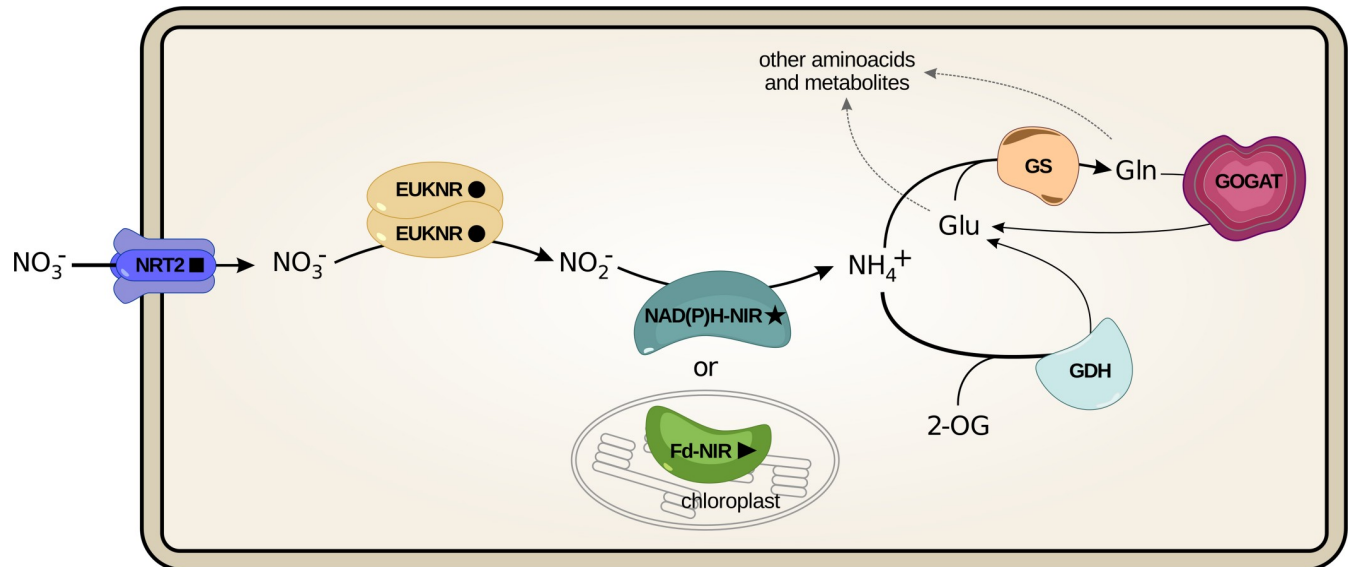 other aminoacids
and metabolites
GS
Gln
GOGAT
EUKNR ●
EUKNR ●
Glu
NO₃⁻
NRT2 ■
NO₃⁻
NO₂⁻
NH₄⁺
NAD(P)H-NIR ★
or
GDH
2-OG
Fd-NIR ▶
chloroplast